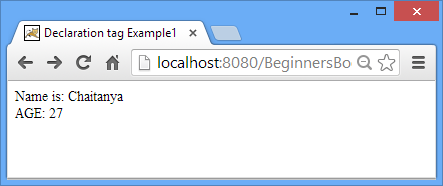 Declaration tag Example1
localhost:8080/BeginnersBo
Name is: Chaitanya
AGE: 27